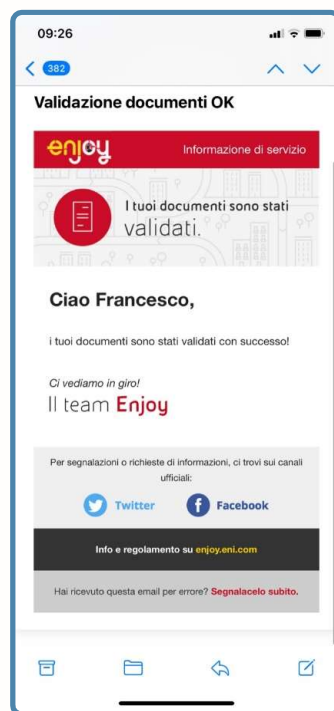 09:26
382
Validazione documenti OK
enjoy
Informazione di servizio
I tuoi documenti sono stati
validati.
Ciao Francesco,
i tuoi documenti sono stati validati con successo!
Ci vediamo in giro!
Il team Enjoy
Per segnalazioni o richieste di informazioni, ci trovi sui canali
ufficiali:
Twitter
Facebook
Info e regolamento su enjoy.eni.com
Hai ricevuto questa email per errore? Segnalacelo subito.